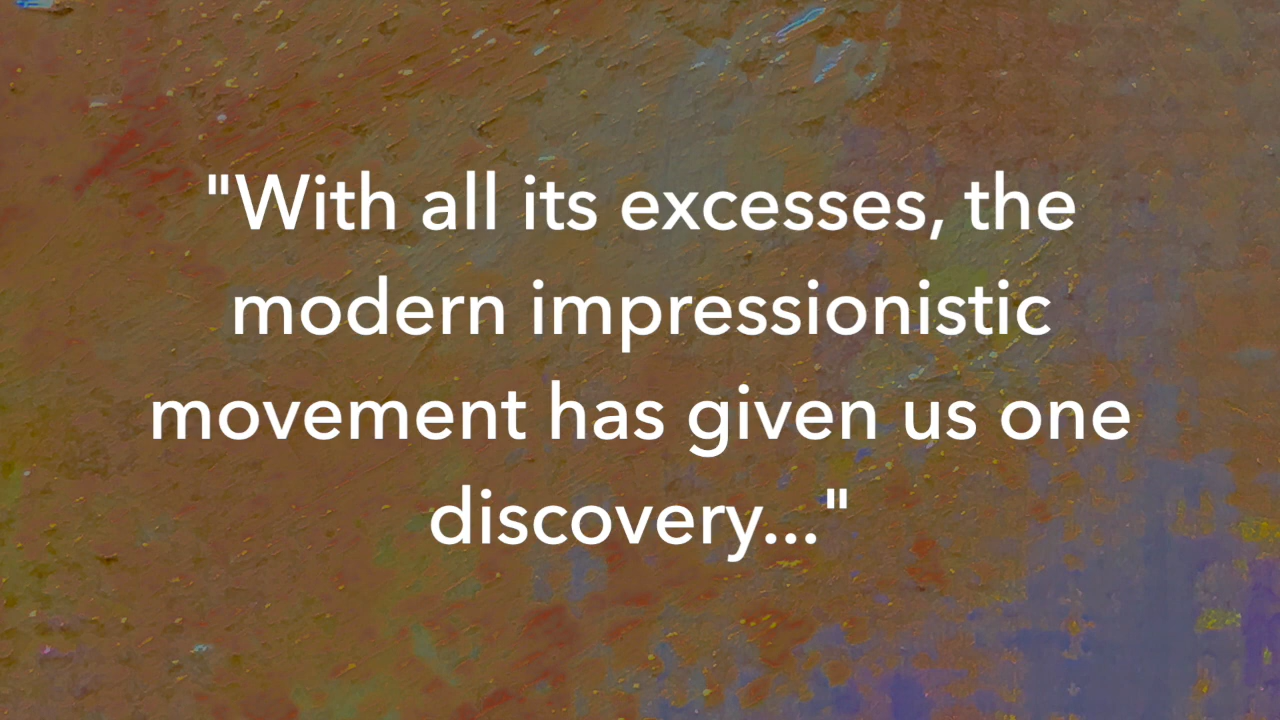 "With all its excesses, the
modern impressionistic
movement has given us one
discovery..."